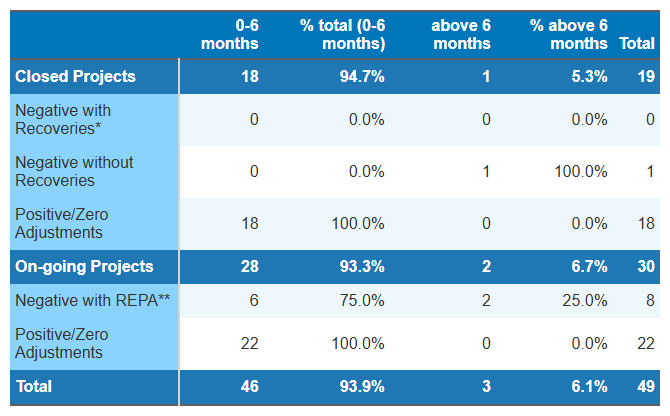 0-6 months % total (0-6 months) above 6 months % above 6 months Total
Closed Projects 18 94.7% 1 5.3% 19
Negative with Recoveries* 0 0.0% 0 0.0% 0
Negative without Recoveries 0 0.0% 1 100.0% 1
Positive/Zero Adjustments 18 100.0% 0 0.0% 18
On-going Projects 28 93.3% 2 6.7% 30
Negative with REPA** 6 75.0% 2 25.0% 8
Positive/Zero Adjustments 22 100.0% 0 0.0% 22
Total 46 93.9% 3 6.1% 49